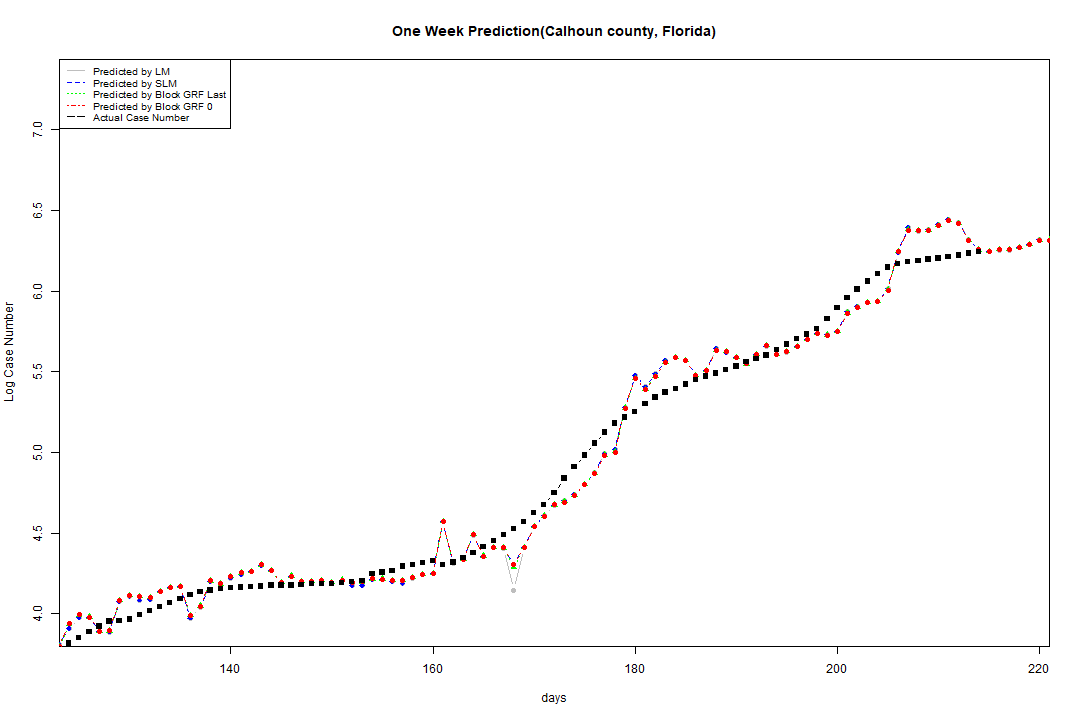 One Week Prediction(Calhoun county, Florida)
Predicted by LM
Predicted by SLM
Predicted by Block GRF Last
Predicted by Block GRF 0
Actual Case Number
7.0
6.5
6.0
5.5
5.0
4.5
4.0
Log Case Number
140 160 180 200 220
days